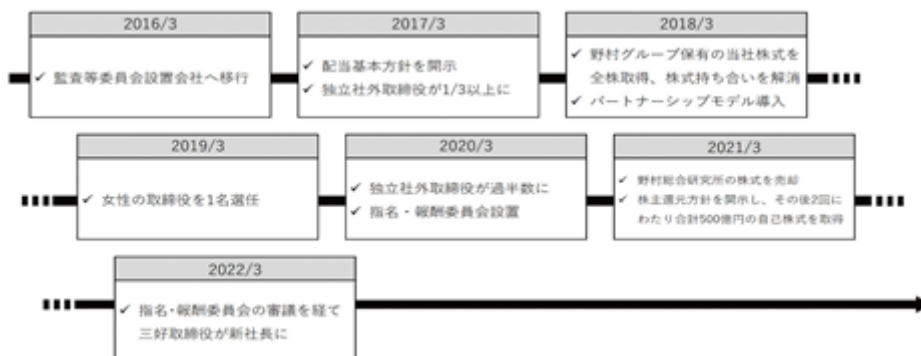 2016/3
✓ 監査等委員会設置会社へ移行
2017/3
✓ 配当基本方針を開示
✓ 独立社外取締役が1/3以上に
2018/3
✓ 野村グループ保有の当社株式を
全株取得、株式持ち合いを解消
✓ パートナーシップモデル導入
2019/3
✓ 女性の取締役を1名選任
2020/3
✓ 独立社外取締役が過半数に
✓ 指名・報酬委員会設置
2021/3
✓ 野村総合研究所の株式を売却
✓ 株主還元方針を開示し、その後2回に
わたり合計500億円の自己株式を取得
2022/3
✓ 指名・報酬委員会の審議を経て
三好取締役が新社長に